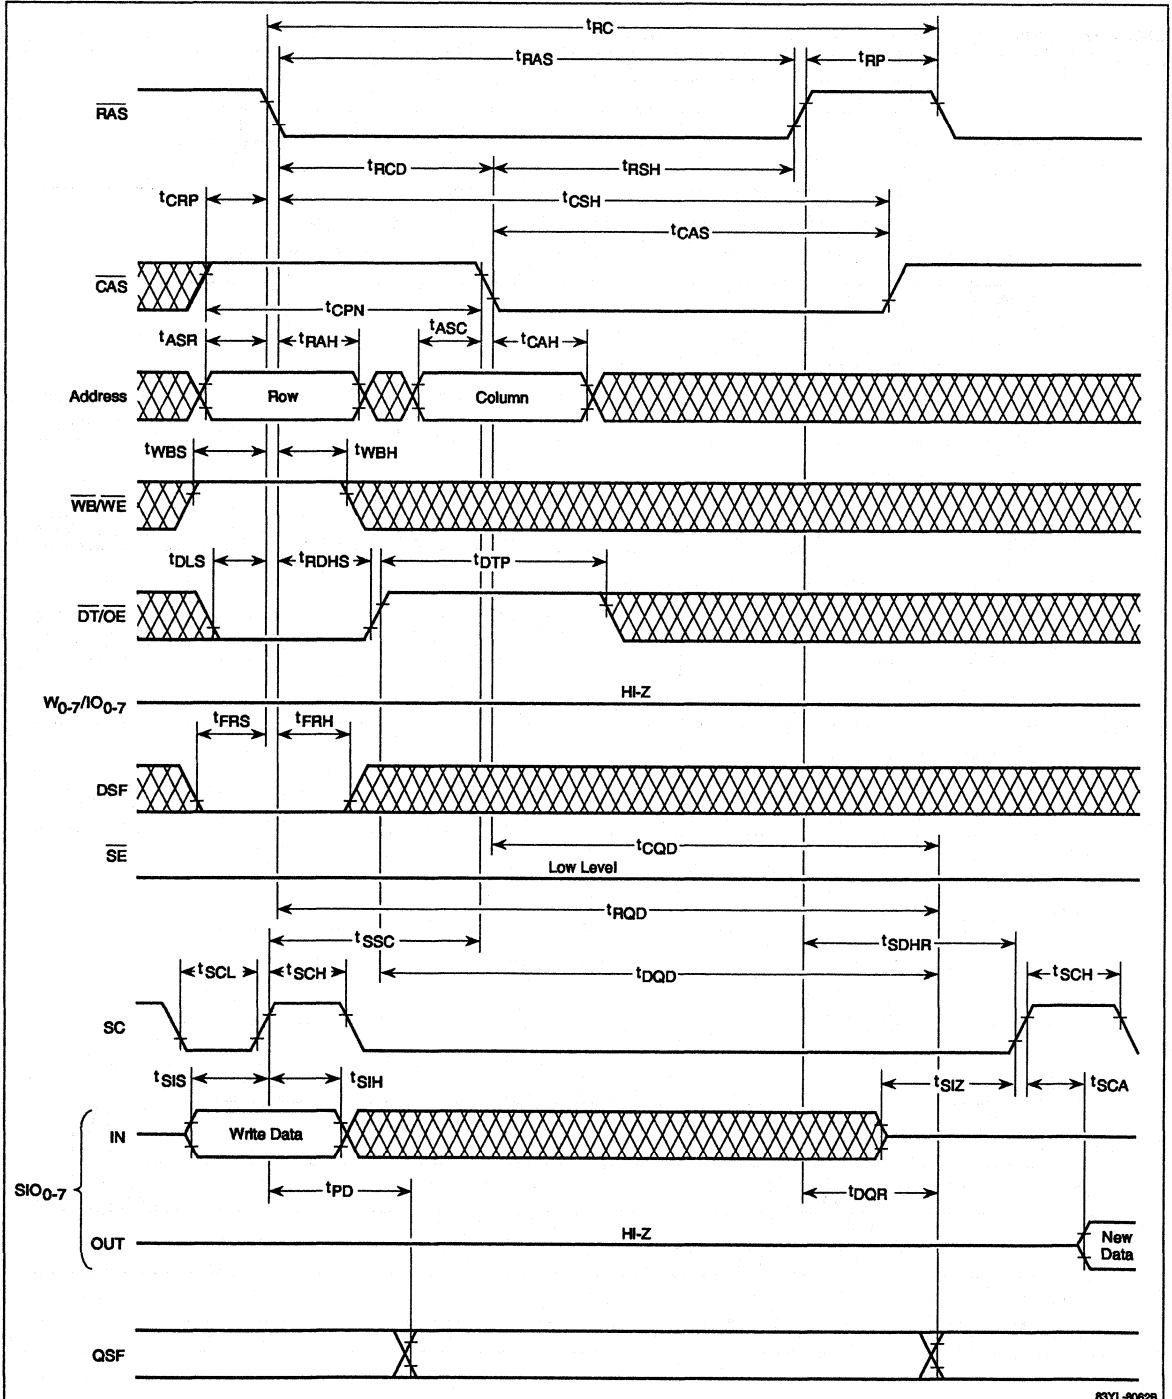 tRC
tRAS
tRP
RAS
tRCD
tRSH
tCRP
tCSH
tCAS
CAS
tCPN
tASR
tRAH
tASC
tCAH
Address
Row
Column
tWBS
tWBH
WB/WE
tDLS
tRDHS
tDTP
DT/OE
HI-Z
W0-7/IO0-7
tFRS
tFRH
DSF
tCQD
SE
Low Level
tRQD
tSSC
tSDHR
tSCL
tSCH
tDQD
tSCH
SC
tSIS
tSIH
tSIZ
tSCA
IN
Write Data
SIO0-7
tPD
tDQR
HI-Z
OUT
New
Data
QSF
83YL-8062B